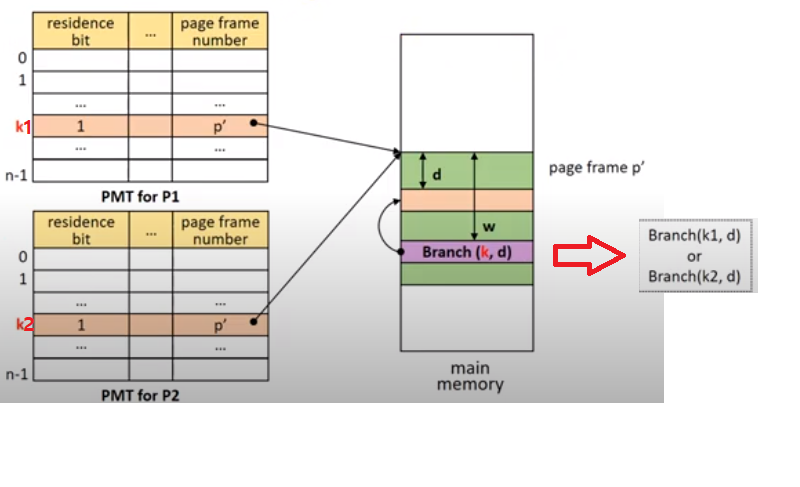 residence bit
...
page frame number
0
1
...
...
k1
1
p'
...
...
n-1
PMT for P1
residence bit
...
page frame number
0
1
...
...
k2
1
p'
...
...
n-1
PMT for P2
d
w
Branch (k, d)
page frame p'
main
memory
Branch(k1, d)
or
Branch(k2, d)